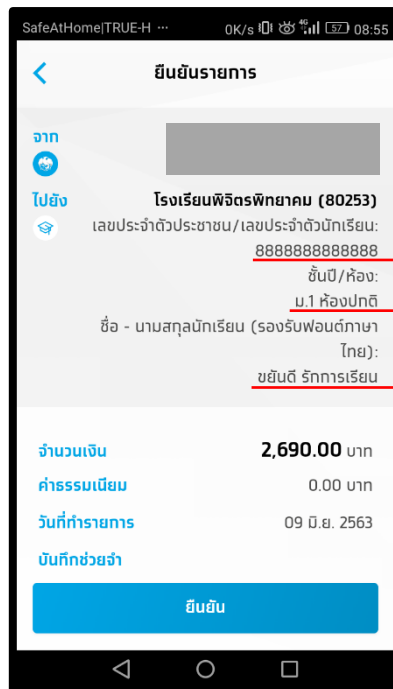 SafeAtHome|TRUE-H ... 0K/s 4G 57 08:55
ยืนยันรายการ
จาก
ไปยัง โรงเรียนพิจิตรพิทยาคม (80253)
เลขประจำตัวประชาชน/เลขประจำตัวนักเรียน:
8888888888888
ชั้นปี/ห้อง:
ม.1 ห้องปกติ
ชื่อ - นามสกุลนักเรียน (รองรับฟอนต์ภาษา
ไทย):
ขยันดี รักการเรียน
จำนวนเงิน 2,690.00 บาท
ค่าธรรมเนียม 0.00 บาท
วันที่ทำรายการ 09 มิ.ย. 2563
บันทึกช่วยจำ
ยืนยัน